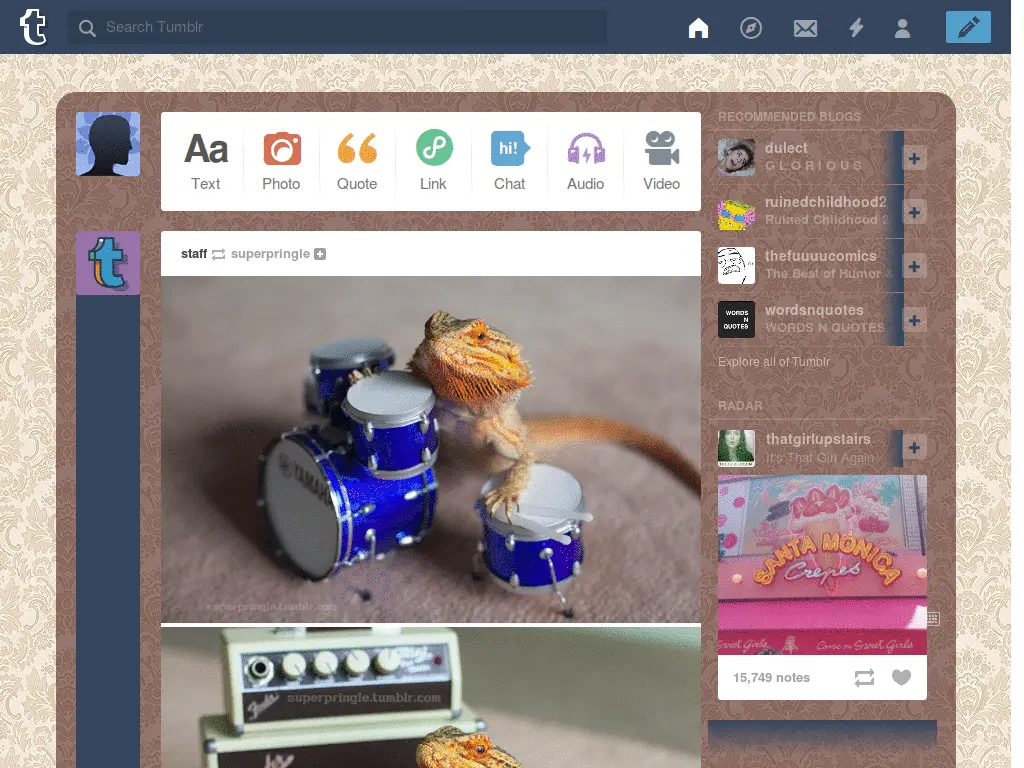 t
Search Tumblr
Aa
hi!
Text
Photo
Quote
Link
Chat
Audio
Video
staff superpringle
superpringle.tumblr.com
superpringle.tumblr.com
RECOMMENDED BLOGS
dulect
G L O R I O U S
ruinedchildhood2
Ruined Childhood 2
thefuuuucomics
The Best of Humor &
WORDS
N
QUOTES
wordsnquotes
WORDS N QUOTES
Explore all of Tumblr
RADAR
thatgirlupstairs
It's That Girl Again
SANTA MONICA
Crepes
Sweet Girls
Come on Sweet Girls
15,749 notes